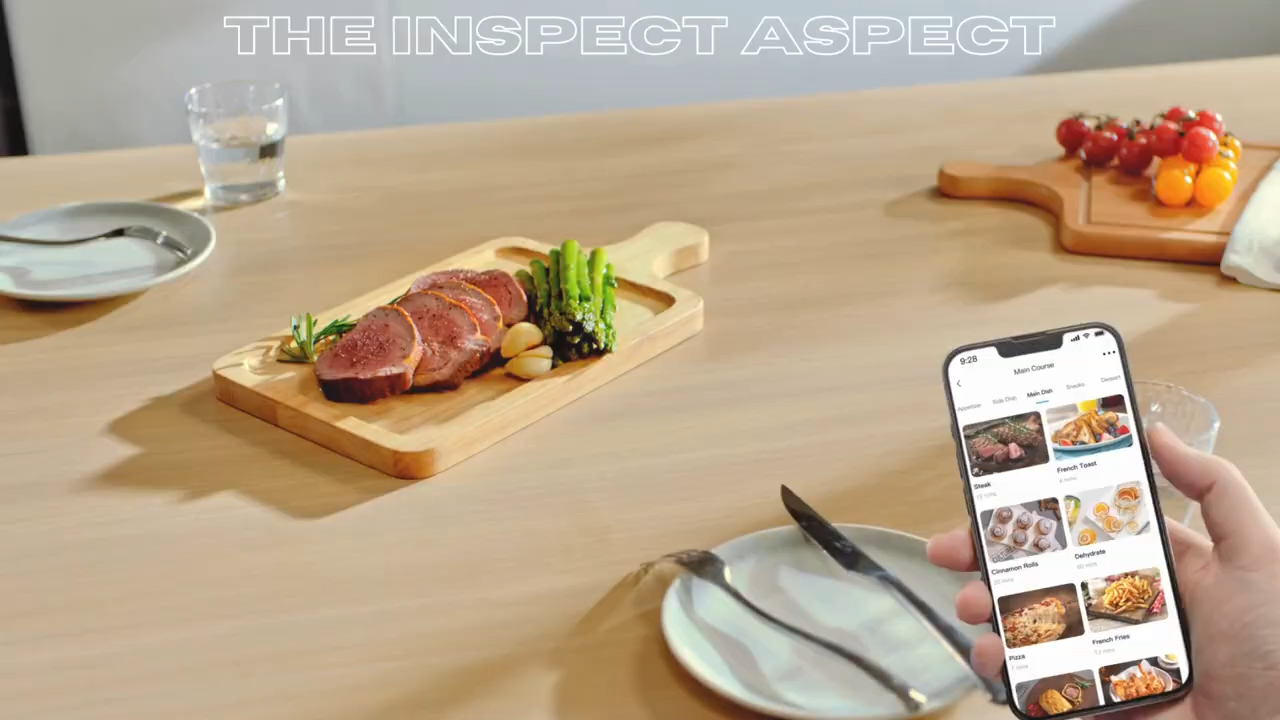 THE INSPECT ASPECT
9:28
Main Course
Appetizer Side Dish Main Dish Snacks Dessert
Steak French Toast
Cinnamon Rolls Dehydrate
Pizza French Fries